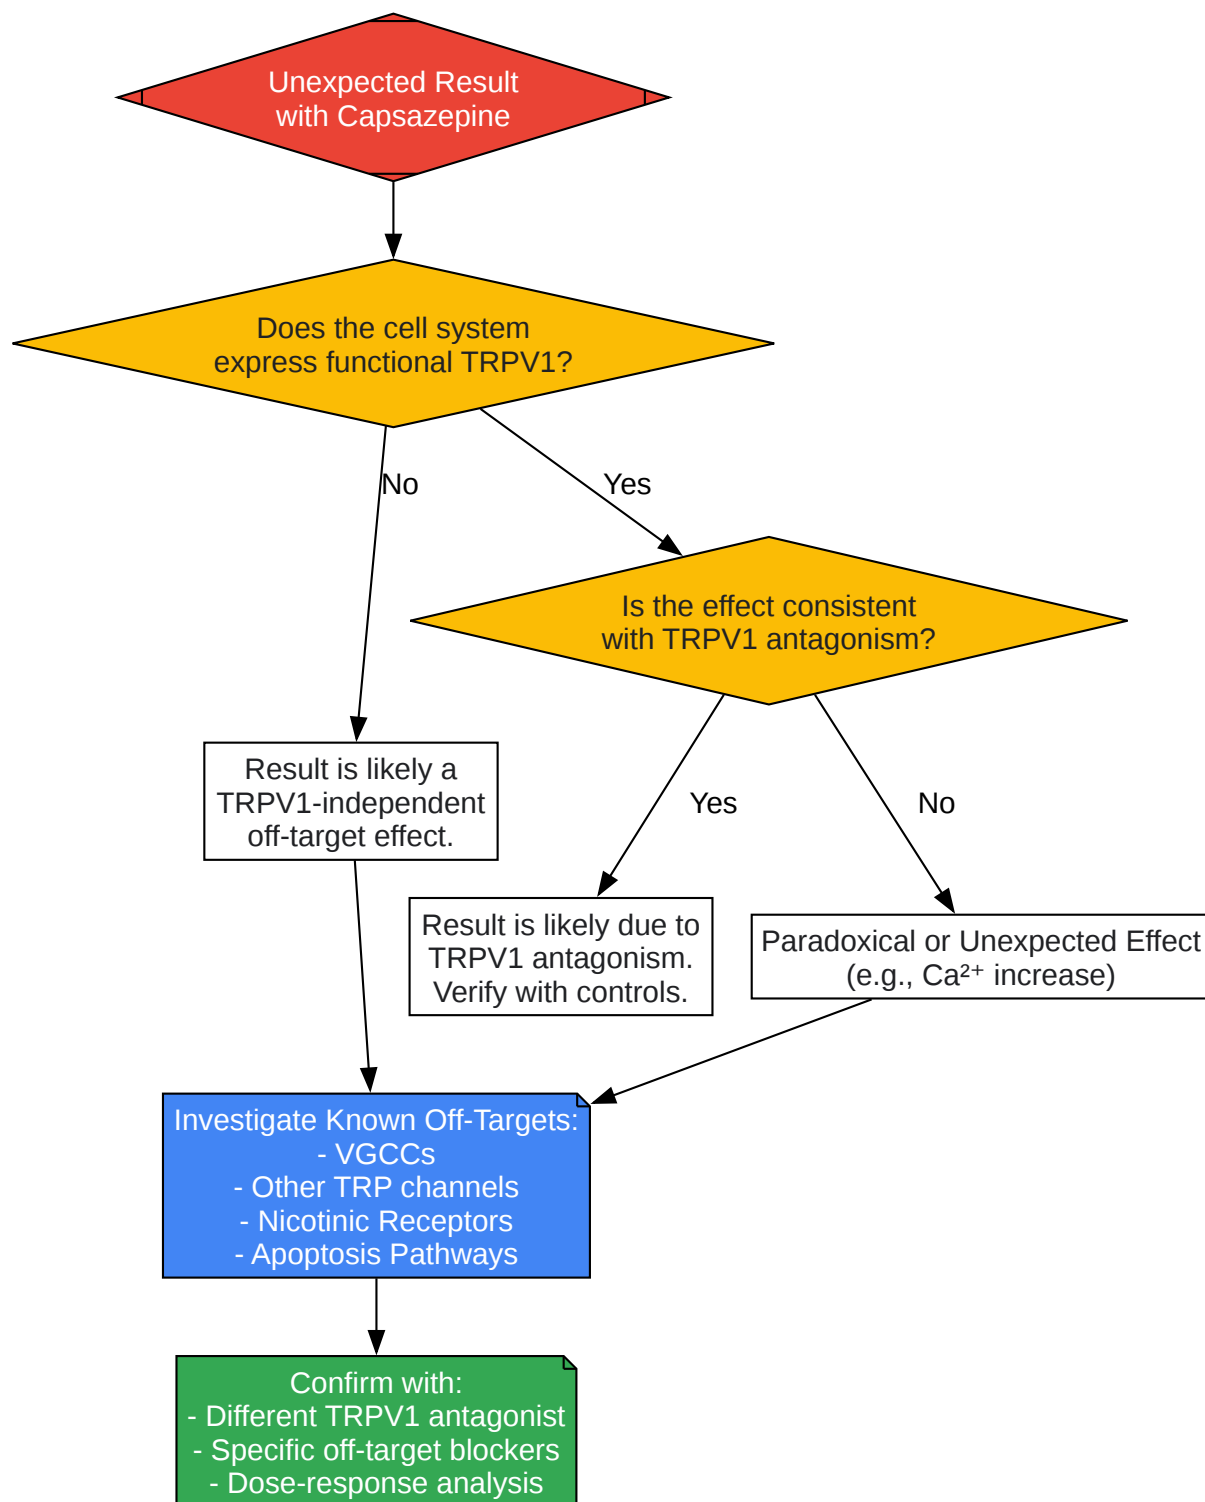 Unexpected Result
with Capsazepine
Does the cell system
express functional TRPV1?
No
Yes
Is the effect consistent
with TRPV1 antagonism?
Result is likely a
TRPV1-independent
off-target effect.
Yes
No
Result is likely due to
TRPV1 antagonism.
Verify with controls.
Paradoxical or Unexpected Effect
(e.g., Ca²⁺ increase)
Investigate Known Off-Targets:
- VGCCs
- Other TRP channels
- Nicotinic Receptors
- Apoptosis Pathways
Confirm with:
- Different TRPV1 antagonist
- Specific off-target blockers
- Dose-response analysis